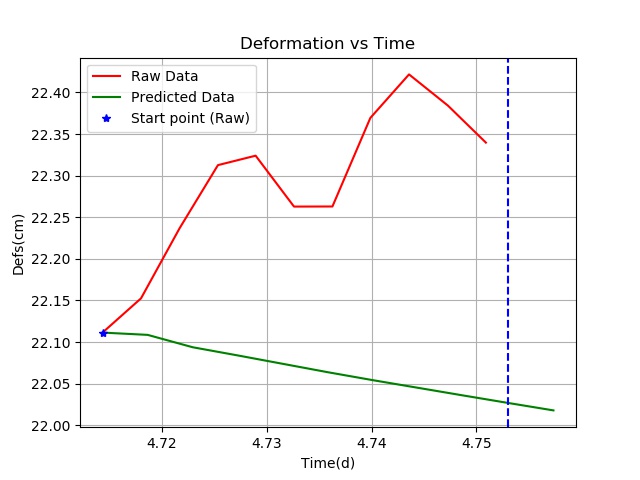 Deformation vs Time
Raw Data
Predicted Data
Start point (Raw)
22.40
22.35
22.30
22.25
22.20
22.15
22.10
22.05
22.00
Defs(cm)
4.72
4.73
4.74
4.75
Time(d)